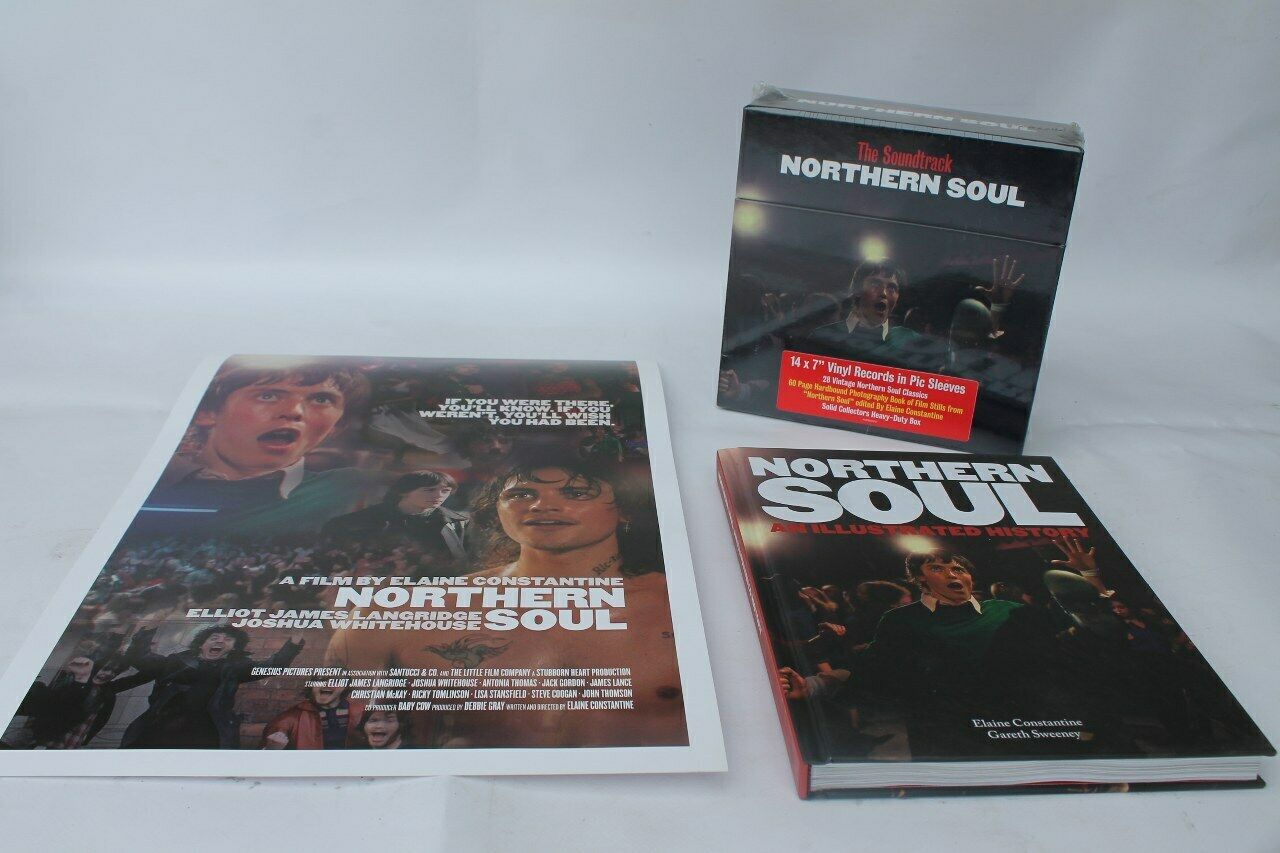 IF YOU WERE THERE,
YOU'LL KNOW. IF YOU
WEREN'T, YOU'LL WISH
YOU HAD BEEN.
A FILM BY ELAINE CONSTANTINE
NORTHERN
SOUL
ELLIOT JAMES LANGRIDGE
JOSHUA WHITEHOUSE
GENESIUS PICTURES PRESENT IN ASSOCIATION WITH SANTUCCI & CO. AND THE LITTLE FILM COMPANY A STUBBORN HEART PRODUCTION
STARRING ELLIOT JAMES LANGRIDGE · JOSHUA WHITEHOUSE · ANTONIA THOMAS · JACK GORDON · JAMES LANCE
CHRISTIAN McKAY · RICKY TOMLINSON · LISA STANSFIELD · STEVE COOGAN · JOHN THOMSON
CO PRODUCER BABY COW PRODUCED BY DEBBIE GRAY WRITTEN AND DIRECTED BY ELAINE CONSTANTINE
NORTHERN SOUL
The Soundtrack
NORTHERN SOUL
14 x 7" Vinyl Records in Pic Sleeves
28 Vintage Northern Soul Classics
60 Page Hardbound Photography Book of Film Stills from
"Northern Soul" edited By Elaine Constantine
Solid Collectors Heavy-Duty Box
NORTHERN
SOUL
AN ILLUSTRATED HISTORY
Elaine Constantine
Gareth Sweeney